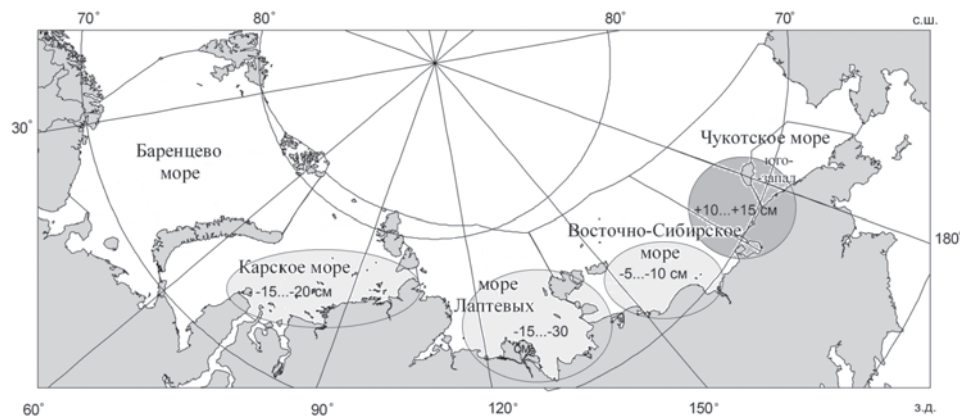 70° 80° 80° 70° с.ш.
30°
Баренцево
море
Чукотское море
юго-
запад
+10...+15 см
Восточно-Сибирское
море
-5...-10 см
180°
Карское море
-15...-20 см
море
Лаптевых
-15...-30
см
60° 90° 120° 150° з.д.